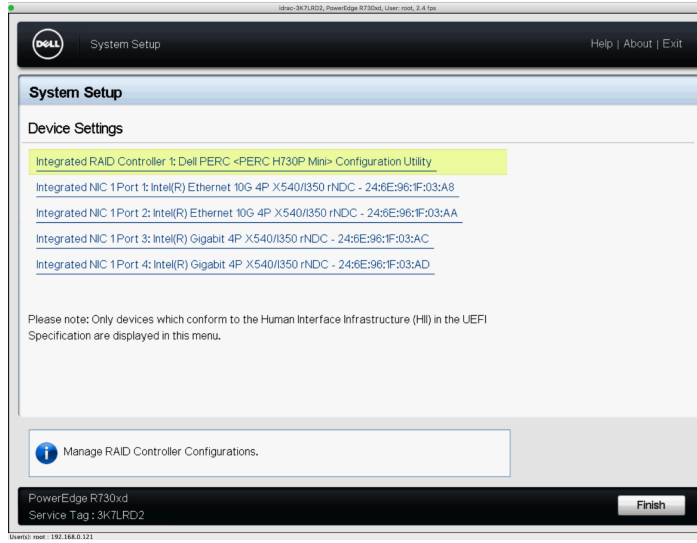 idrac-3K7LRD2, PowerEdge R730xd, User: root, 2.4 fps
DELL
System Setup
Help | About | Exit
System Setup
Device Settings
Integrated RAID Controller 1: Dell PERC <PERC H730P Mini> Configuration Utility
Integrated NIC 1 Port 1: Intel(R) Ethernet 10G 4P X540/I350 rNDC - 24:6E:96:1F:03:A8
Integrated NIC 1 Port 2: Intel(R) Ethernet 10G 4P X540/I350 rNDC - 24:6E:96:1F:03:AA
Integrated NIC 1 Port 3: Intel(R) Gigabit 4P X540/I350 rNDC - 24:6E:96:1F:03:AC
Integrated NIC 1 Port 4: Intel(R) Gigabit 4P X540/I350 rNDC - 24:6E:96:1F:03:AD
Please note: Only devices which conform to the Human Interface Infrastructure (HII) in the UEFI
Specification are displayed in this menu.
Manage RAID Controller Configurations.
PowerEdge R730xd
Service Tag : 3K7LRD2
Finish
User(s): root : 192.168.0.121